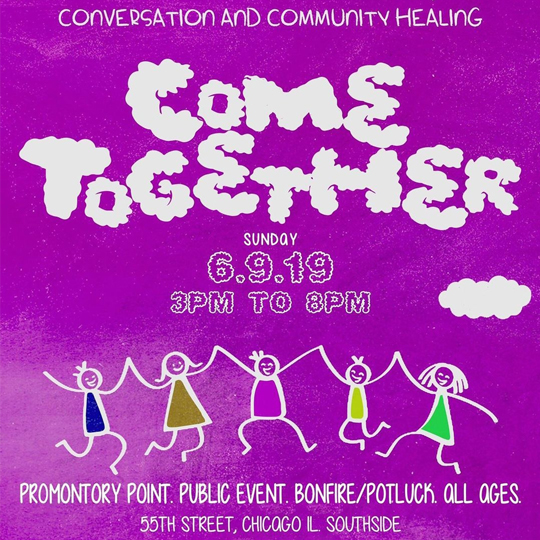 CONVERSATION AND COMMUNITY HEALING
COME
TOGETHER
SUNDAY
6.9.19
3PM TO 8PM
PROMONTORY POINT. PUBLIC EVENT. BONFIRE/POTLUCK. ALL AGES.
55TH STREET, CHICAGO IL. SOUTHSIDE